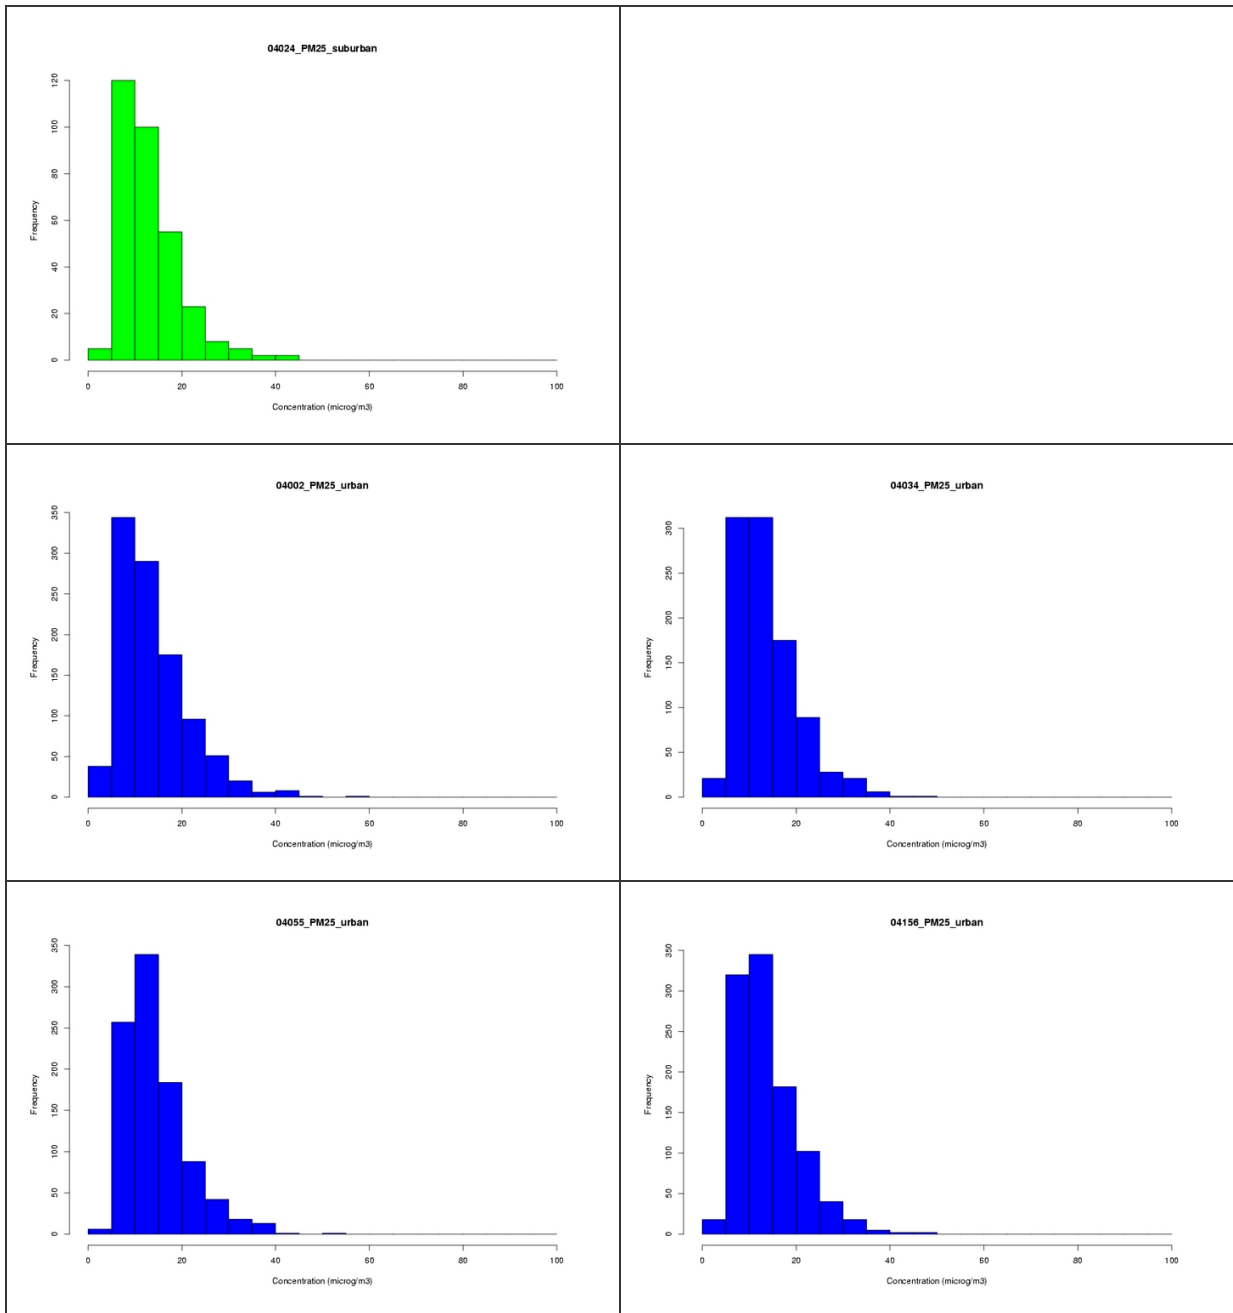 04024_PM25_suburban
Frequency
120
100
80
60
40
20
0
0 20 40 60 80 100
Concentration (microg/m3)
04002_PM25_urban
Frequency
350
300
250
200
150
100
50
0
0 20 40 60 80 100
Concentration (microg/m3)
04034_PM25_urban
Frequency
300
250
200
150
100
50
0
0 20 40 60 80 100
Concentration (microg/m3)
04055_PM25_urban
Frequency
350
300
250
200
150
100
50
0
0 20 40 60 80 100
Concentration (microg/m3)
04156_PM25_urban
Frequency
350
300
250
200
150
100
50
0
0 20 40 60 80 100
Concentration (microg/m3)